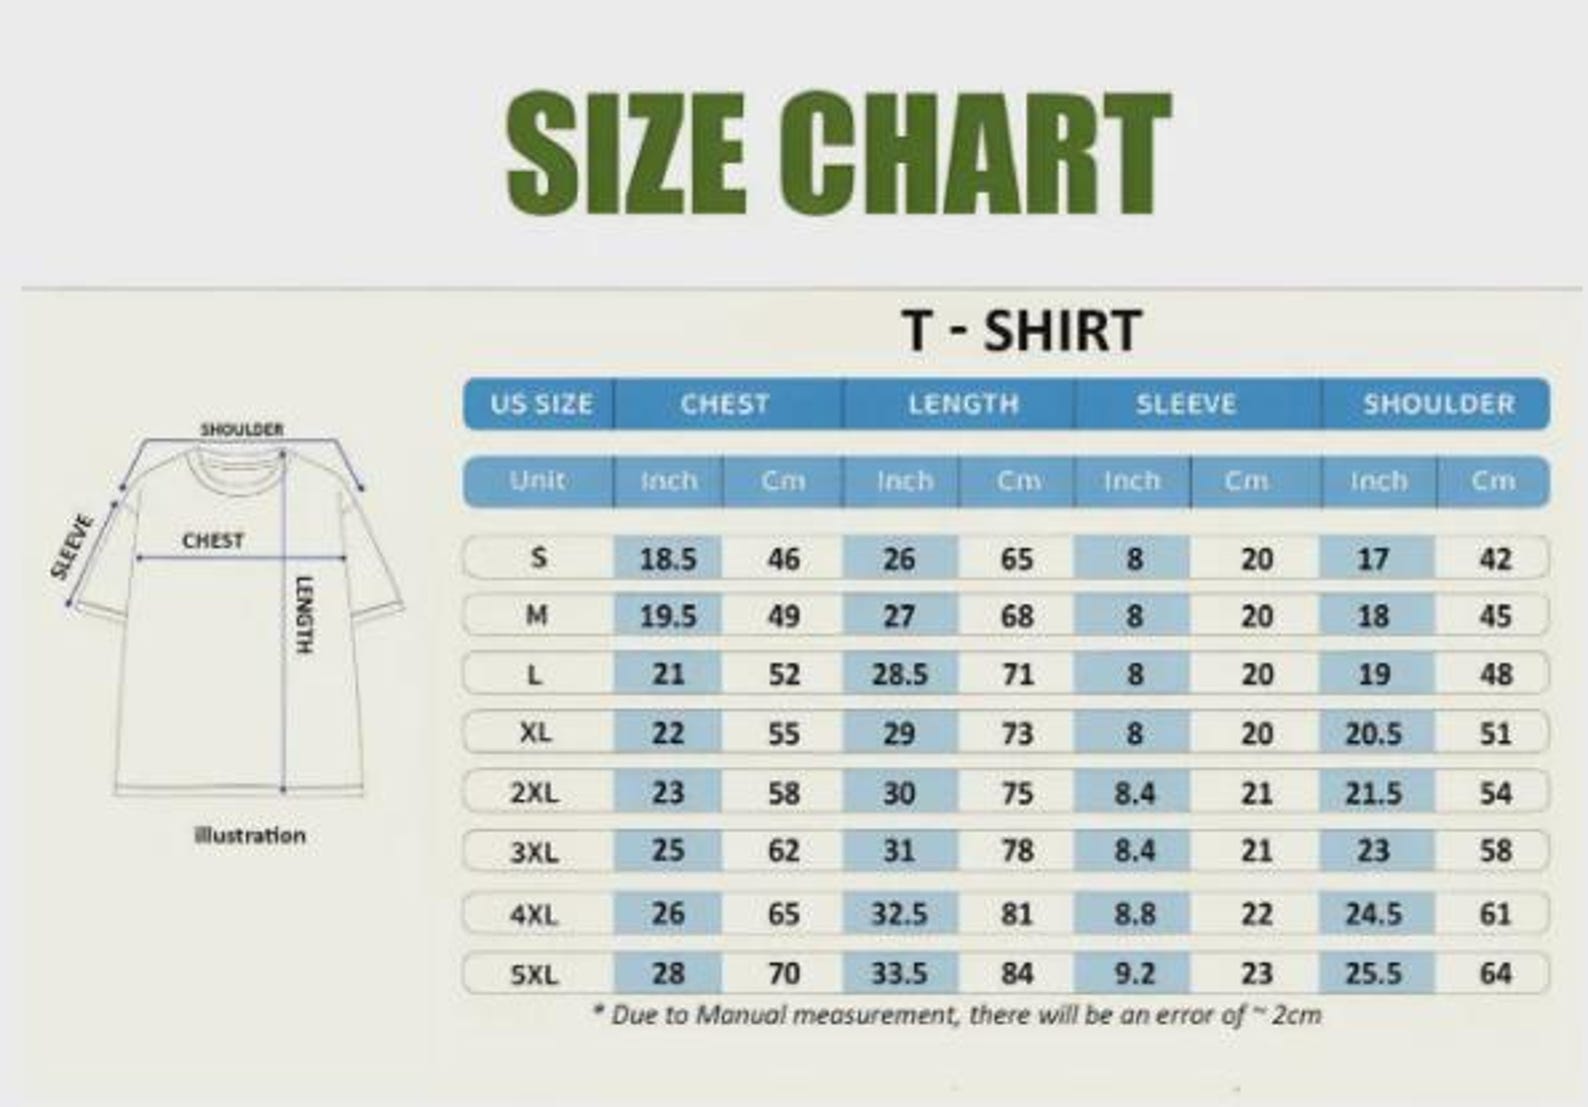 SIZE CHART
T - SHIRT
US SIZE CHEST LENGTH SLEEVE SHOULDER
Unit Inch Cm Inch Cm Inch Cm Inch Cm
S 18.5 46 26 65 8 20 17 42
M 19.5 49 27 68 8 20 18 45
L 21 52 28.5 71 8 20 19 48
XL 22 55 29 73 8 20 20.5 51
2XL 23 58 30 75 8.4 21 21.5 54
3XL 25 62 31 78 8.4 21 23 58
4XL 26 65 32.5 81 8.8 22 24.5 61
5XL 28 70 33.5 84 9.2 23 25.5 64
* Due to Manual measurement, there will be an error of ~ 2cm
SHOULDER
SLEEVE
CHEST
LENGTH
illustration